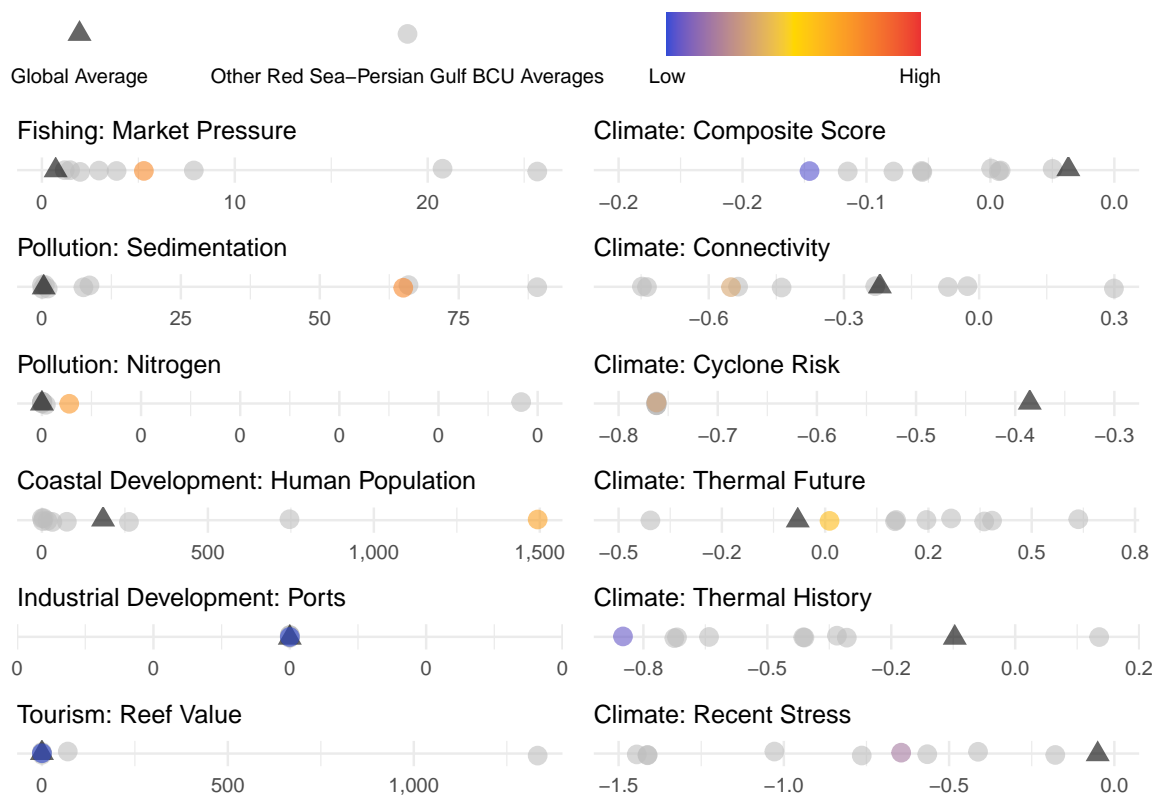 Global Average
Other Red Sea−Persian Gulf BCU Averages
Low
High
Fishing: Market Pressure
0 10 20
Climate: Composite Score
−0.2 −0.2 −0.1 0.0 0.0
Pollution: Sedimentation
0 25 50 75
Climate: Connectivity
−0.6 −0.3 0.0 0.3
Pollution: Nitrogen
0 0 0 0 0 0
Climate: Cyclone Risk
−0.8 −0.7 −0.6 −0.5 −0.4 −0.3
Coastal Development: Human Population
0 500 1,000 1,500
Climate: Thermal Future
−0.5 −0.2 0.0 0.2 0.5 0.8
Industrial Development: Ports
0 0 0 0 0
Climate: Thermal History
−0.8 −0.5 −0.2 0.0 0.2
Tourism: Reef Value
0 500 1,000
Climate: Recent Stress
−1.5 −1.0 −0.5 0.0